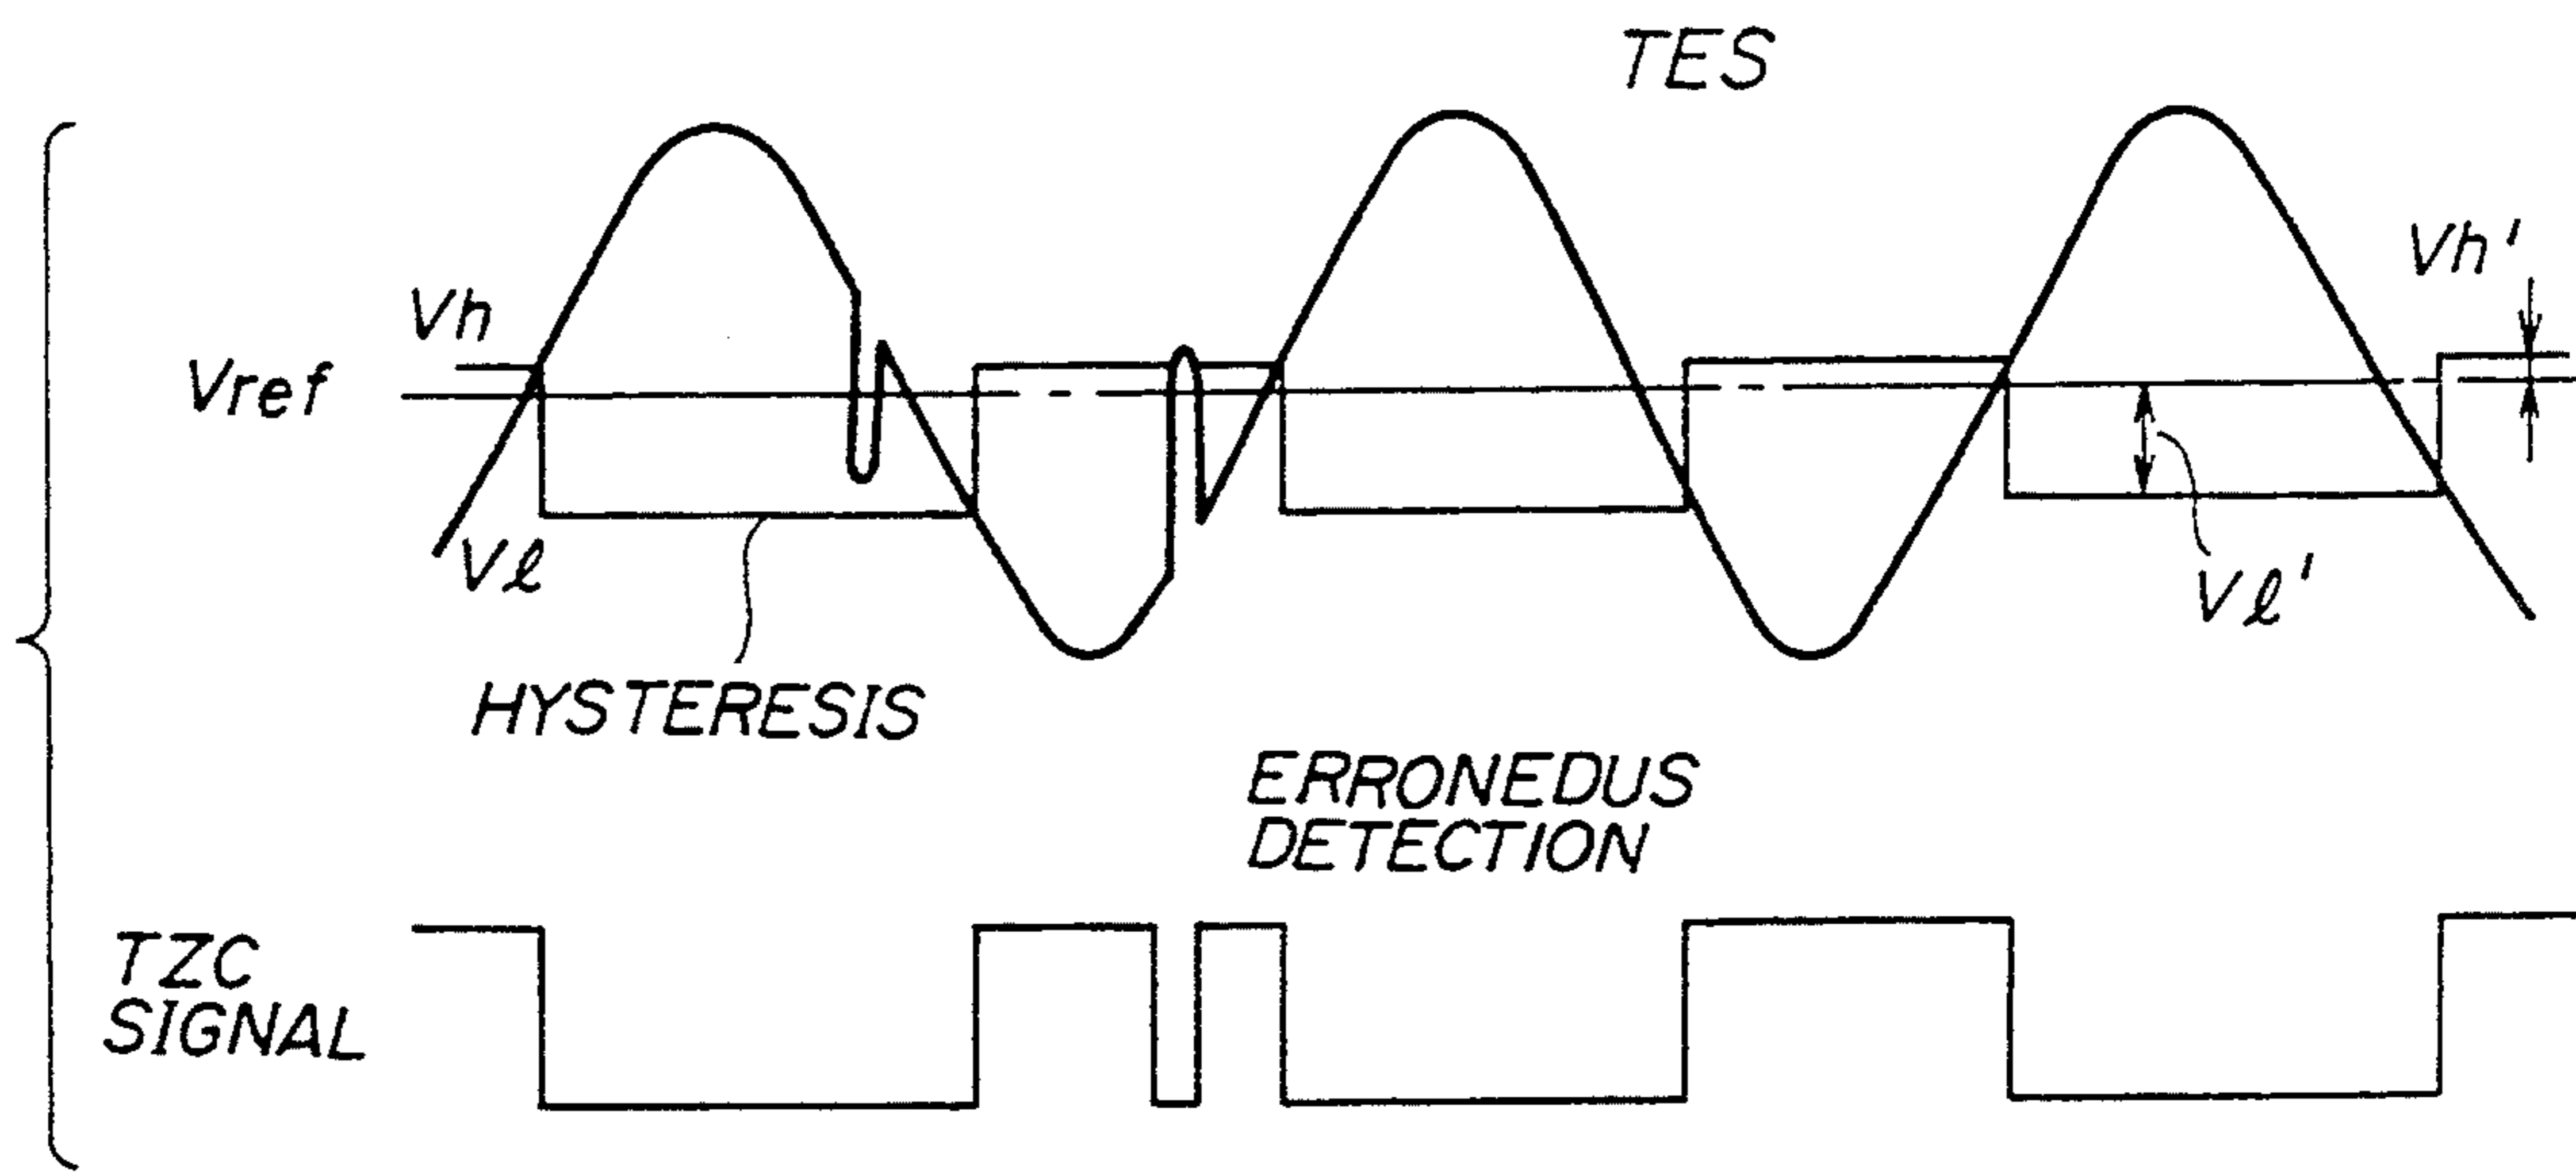 TES
Vh
Vh'
Vref
Vℓ
Vℓ'
HYSTERESIS
ERRONEDUS
DETECTION
TZC
SIGNAL